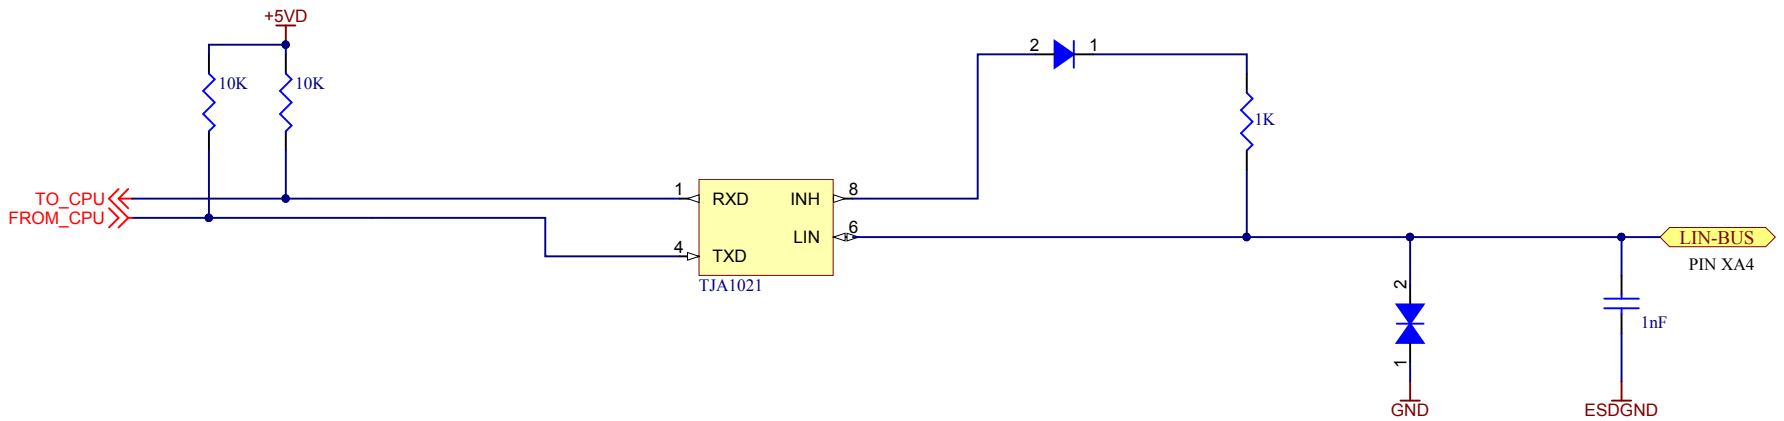 +5VD
10K 10K
2 1
1K
TO_CPU
FROM_CPU
1 RXD INH 8
LIN 6
4 TXD
TJA1021
LIN-BUS
PIN XA4
2
1
1nF
GND
ESDGND